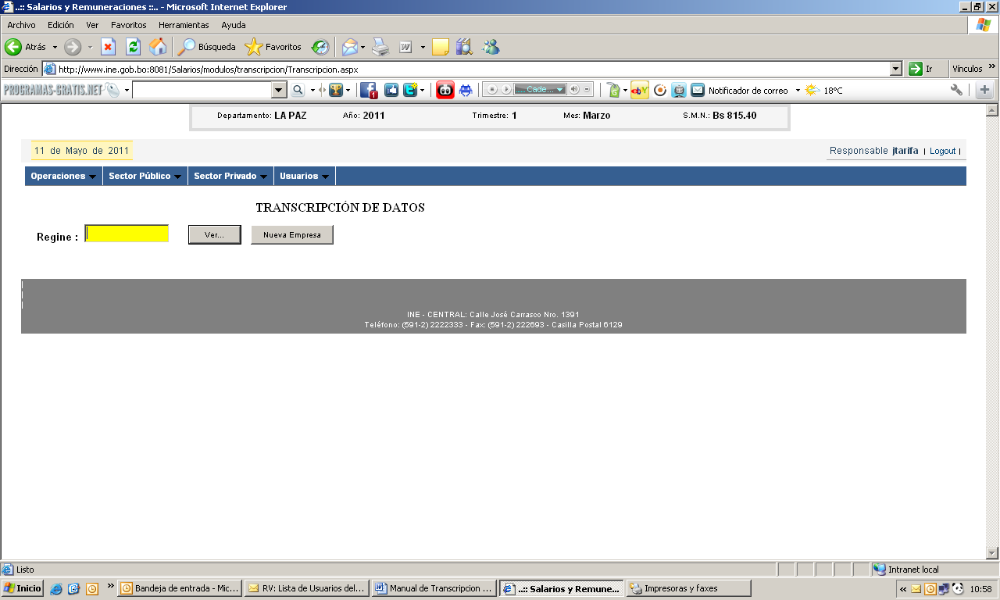 ..:: Salarios y Remuneraciones ::.. - Microsoft Internet Explorer
Archivo Edición Ver Favoritos Herramientas Ayuda
Atrás Búsqueda Favoritos
Dirección http://www.ine.gob.bo:8081/Salarios/modulos/transcripcion/Transcripcion.aspx Ir Vínculos »
PROGRAMAS-GRATIS.NET 1 .... Cade... ebY Notificador de correo 18°C
Departamento: LA PAZ Año: 2011 Trimestre: 1 Mes: Marzo S.M.N.: Bs 815.40
11 de Mayo de 2011 Responsable jtarifa | Logout |
Operaciones Sector Público Sector Privado Usuarios
TRANSCRIPCIÓN DE DATOS
Regine : Ver... Nueva Empresa
INE - CENTRAL: Calle José Carrasco Nro. 1391
Teléfono: (591-2) 2222333 - Fax: (591-2) 222693 - Casilla Postal 6129
Listo Intranet local
Inicio » Bandeja de entrada - Mic... RV: Lista de Usuarios del... Manual de Transcripcion ... ..:: Salarios y Remune... Impresoras y faxes « 10:58